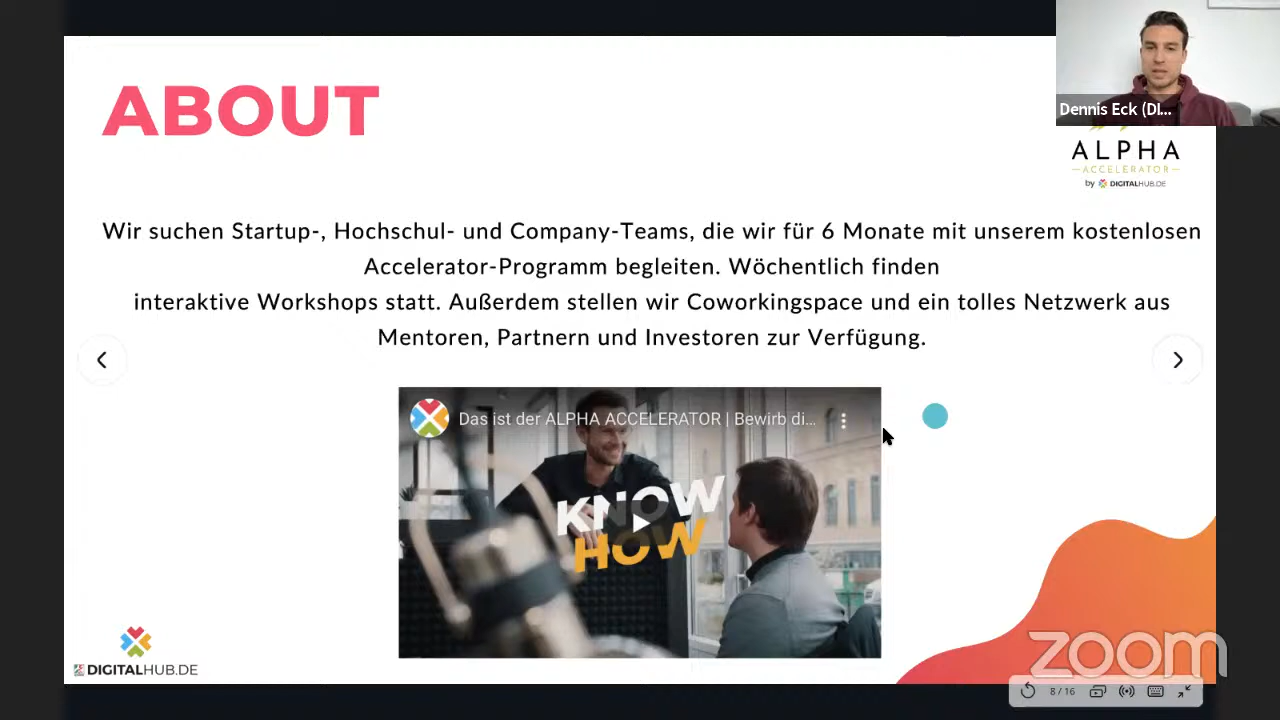 ABOUT
Dennis Eck (DI...
ALPHA
ACCELERATOR
by DIGITALHUB.DE
Wir suchen Startup-, Hochschul- und Company-Teams, die wir für 6 Monate mit unserem kostenlosen
Accelerator-Programm begleiten. Wöchentlich finden
interaktive Workshops statt. Außerdem stellen wir Coworkingspace und ein tolles Netzwerk aus
Mentoren, Partnern und Investoren zur Verfügung.
Das ist der ALPHA ACCELERATOR | Bewirb di...
KNOW
HOW
DIGITALHUB.DE
zoom
8 / 16